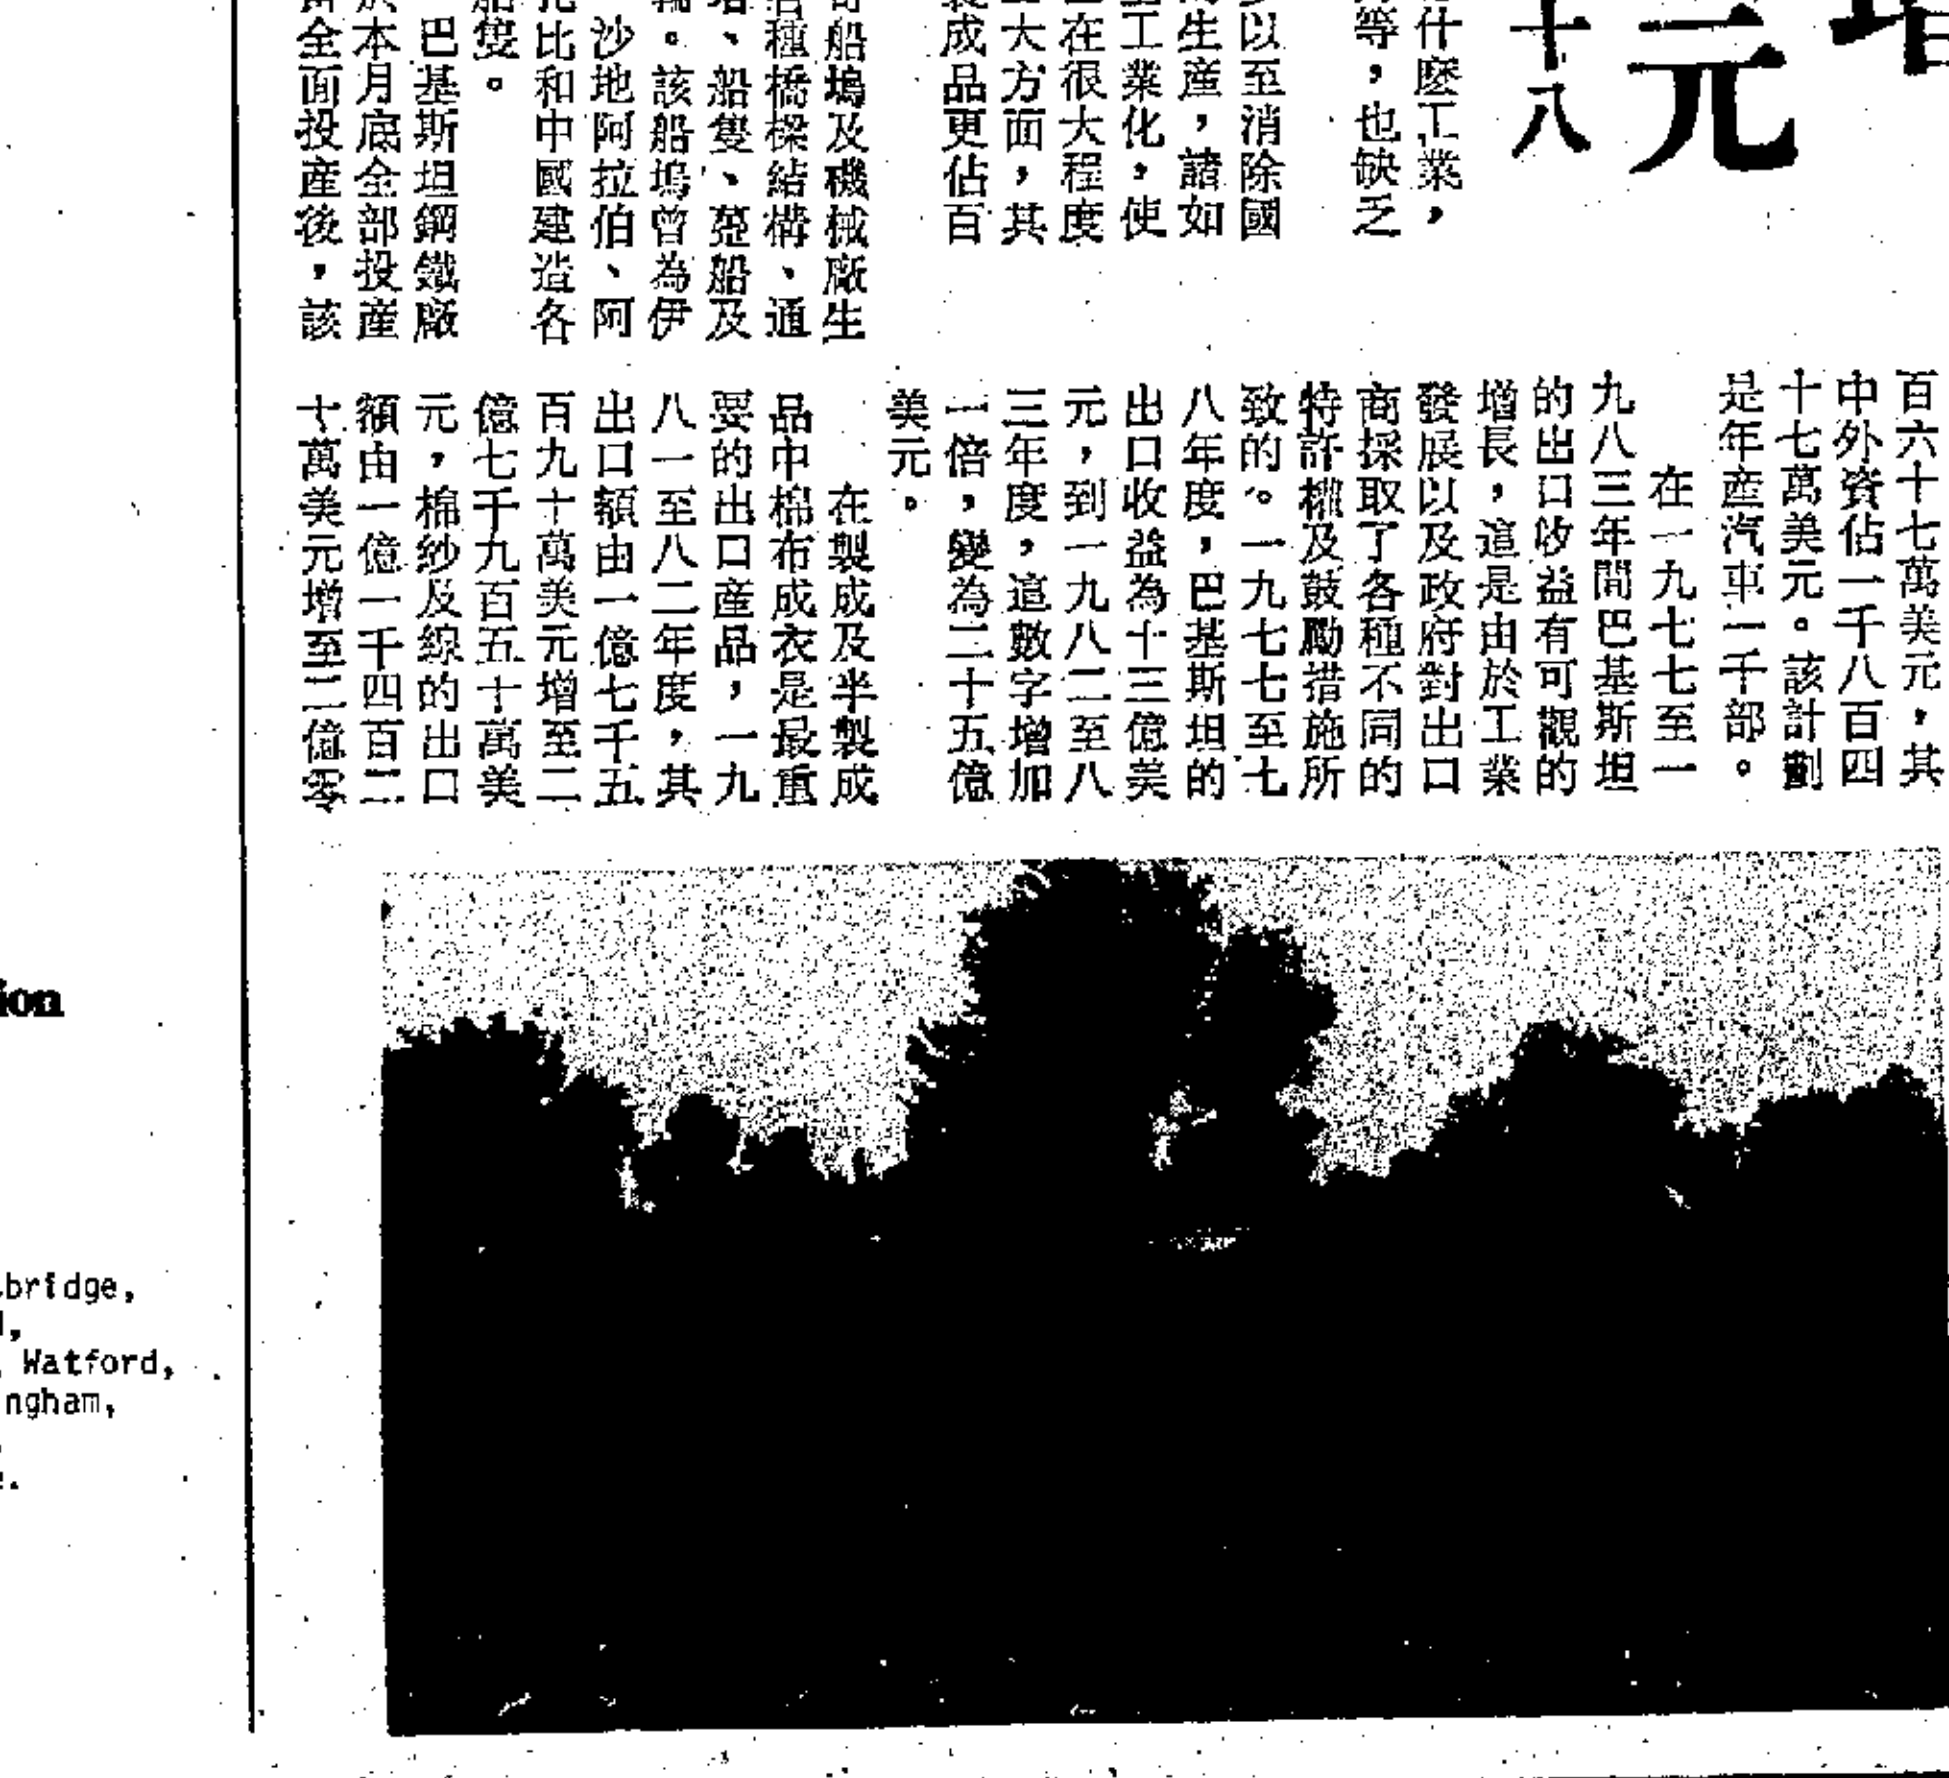 元
十八
什麼工業，
等，也缺乏
以至消除國
生産，諸如
工業化，使
在很大程度
大方面，其
成品更佔百
船塢及機械廠生
種橋樑結構、通
、船隻、躉船及
。該船塢曾為伊
沙地阿拉伯、阿
比和中國建造各
船隻。
巴基斯坦鋼鐵廠
於本月底全部投産
全面投産後，該
百六十七萬美元，其
中外資佔一千八百四
十七萬美元。該計劃
是年産汽車一千部。
在一九七七至一
九八三年間巴基斯坦
的出口收益有可觀的
增長，這是由於工業
發展以及政府對出口
商採取了各種不同的
特許權及鼓勵措施所
致的。一九七七至七
八年度，巴基斯坦的
出口收益為十三億美
元，到一九八二至八
三年度，這數字增加
一倍，變為二十五億
美元。
在製成及半製成
品中棉布成衣是最重
要的出口産品，一九
八一至八二年度，其
出口額由一億七千五
百九十萬美元增至二
億七千九百五十萬美
元，棉紗及線的出口
額由一億一千四百二
十萬美元增至二億零
ion
bridge,
Watford,
ngham,